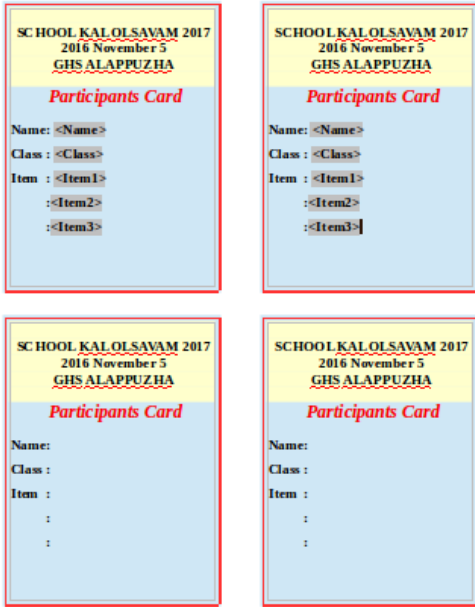 SCHOOL KALOLSAVAM 2017
2016 November 5
GHS ALAPPUZHA
Participants Card
Name: <Name>
Class : <Class>
Item : <Item1>
:<Item2>
:<Item3>
SCHOOL KALOLSAVAM 2017
2016 November 5
GHS ALAPPUZHA
Participants Card
Name: <Name>
Class : <Class>
Item : <Item1>
:<Item2>
:<Item3>
SCHOOL KALOLSAVAM 2017
2016 November 5
GHS ALAPPUZHA
Participants Card
Name:
Class :
Item :
:
:
SCHOOL KALOLSAVAM 2017
2016 November 5
GHS ALAPPUZHA
Participants Card
Name:
Class :
Item :
:
: